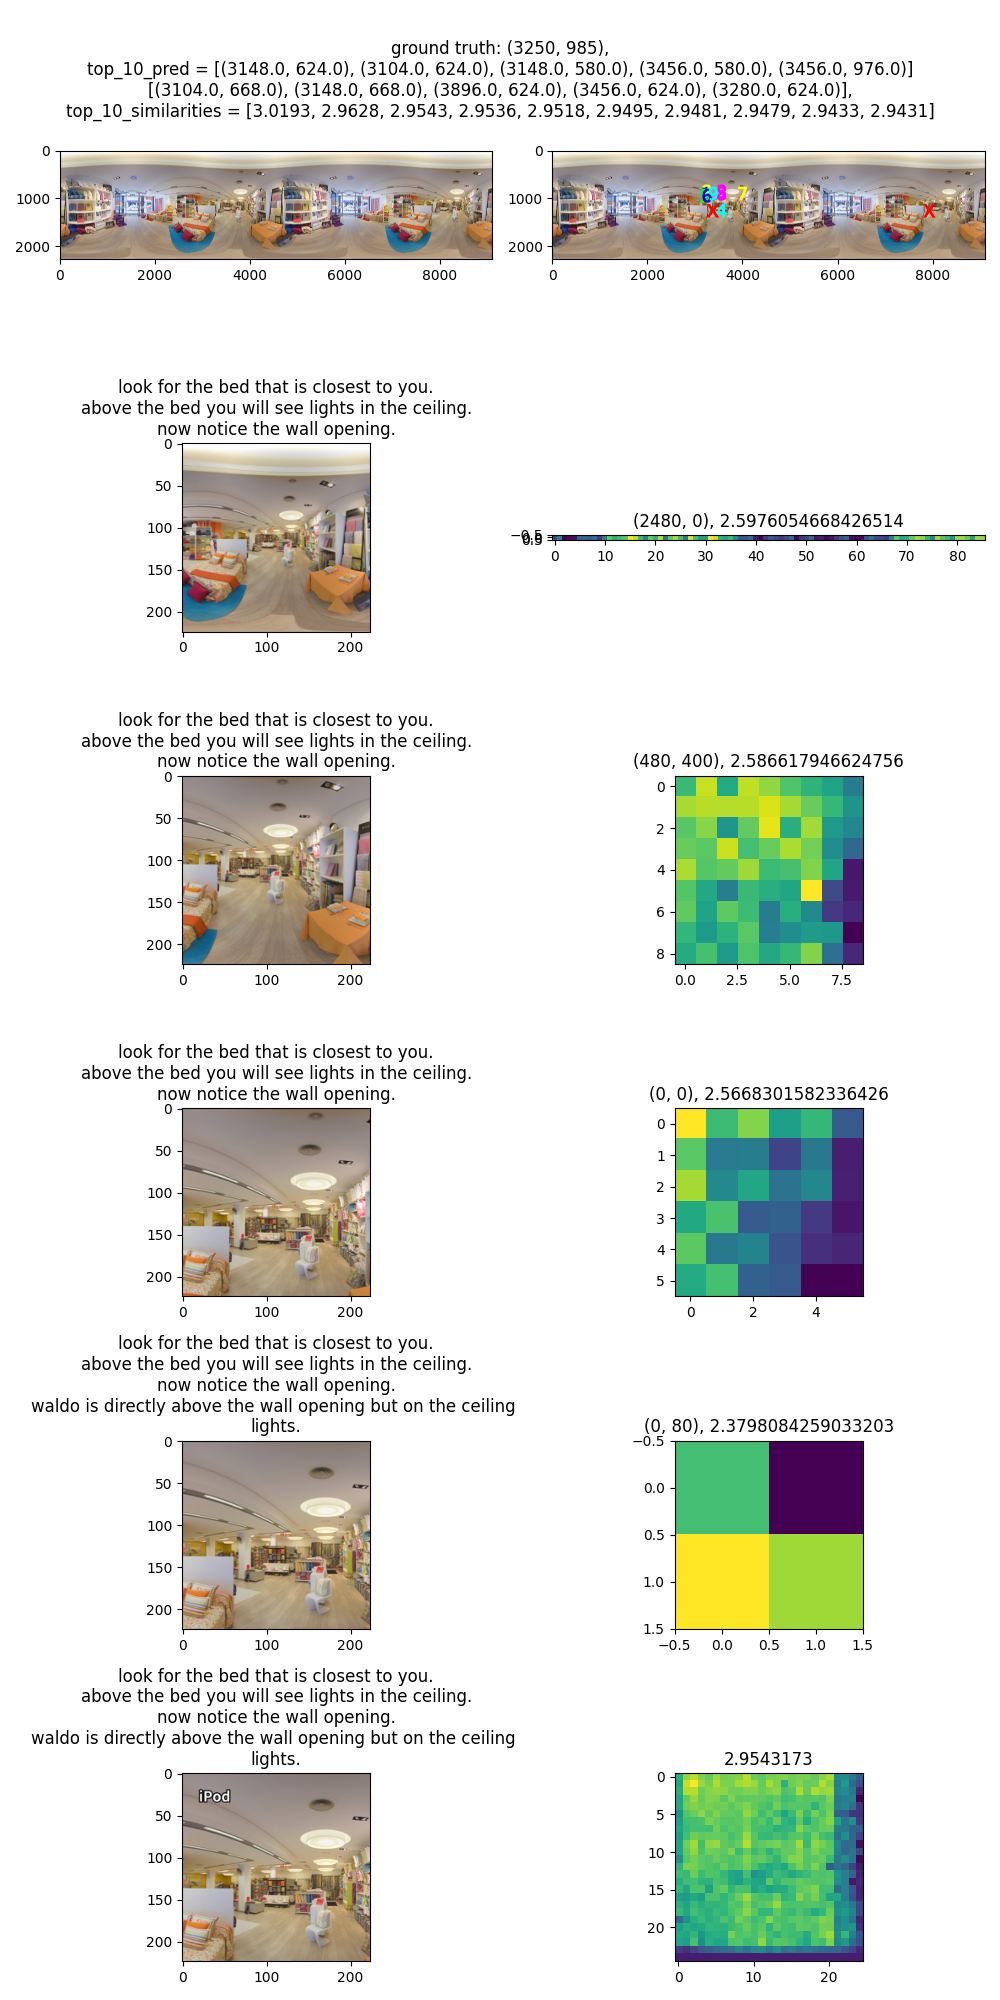 ground truth: (3250, 985),
top_10_pred = [(3148.0, 624.0), (3104.0, 624.0), (3148.0, 580.0), (3456.0, 580.0), (3456.0, 976.0)]
[(3104.0, 668.0), (3148.0, 668.0), (3896.0, 624.0), (3456.0, 624.0), (3280.0, 624.0)],
top_10_similarities = [3.0193, 2.9628, 2.9543, 2.9536, 2.9518, 2.9495, 2.9481, 2.9479, 2.9433, 2.9431]
0
1000
2000
0 2000 4000 6000 8000
0
1000
2000
6 8 7
X 4 X
0 2000 4000 6000 8000
look for the bed that is closest to you.
above the bed you will see lights in the ceiling.
now notice the wall opening.
0
50
100
150
200
0 100 200
(2480, 0), 2.5976054668426514
0 10 20 30 40 50 60 70 80
look for the bed that is closest to you.
above the bed you will see lights in the ceiling.
now notice the wall opening.
0
50
100
150
200
0 100 200
(480, 400), 2.586617946624756
0
2
4
6
8
0.0 2.5 5.0 7.5
look for the bed that is closest to you.
above the bed you will see lights in the ceiling.
now notice the wall opening.
0
50
100
150
200
0 100 200
(0, 0), 2.5668301582336426
0
1
2
3
4
5
0 2 4
look for the bed that is closest to you.
above the bed you will see lights in the ceiling.
now notice the wall opening.
waldo is directly above the wall opening but on the ceiling
lights.
0
50
100
150
200
0 100 200
(0, 80), 2.3798084259033203
−0.5
0.0
0.5
1.0
1.5
−0.5 0.0 0.5 1.0 1.5
look for the bed that is closest to you.
above the bed you will see lights in the ceiling.
now notice the wall opening.
waldo is directly above the wall opening but on the ceiling
lights.
0
50
100
150
200
iPod
0 100 200
2.9543173
0
5
10
15
20
0 10 20